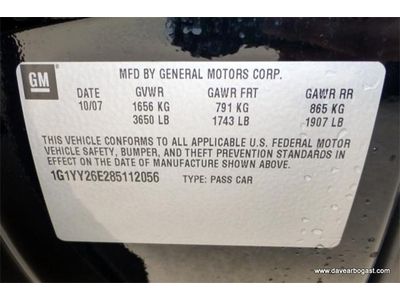 GM
MFD BY GENERAL MOTORS CORP.
DATE GVWR GAWR FRT GAWR RR
10/07 1656 KG 791 KG 865 KG
3650 LB 1743 LB 1907 LB
THIS VEHICLE CONFORMS TO ALL APPLICABLE U.S. FEDERAL MOTOR
VEHICLE SAFETY, BUMPER, AND THEFT PREVENTION STANDARDS IN
EFFECT ON THE DATE OF MANUFACTURE SHOWN ABOVE.
1G1YY26E285112056 TYPE: PASS CAR
www.davearbogast.com